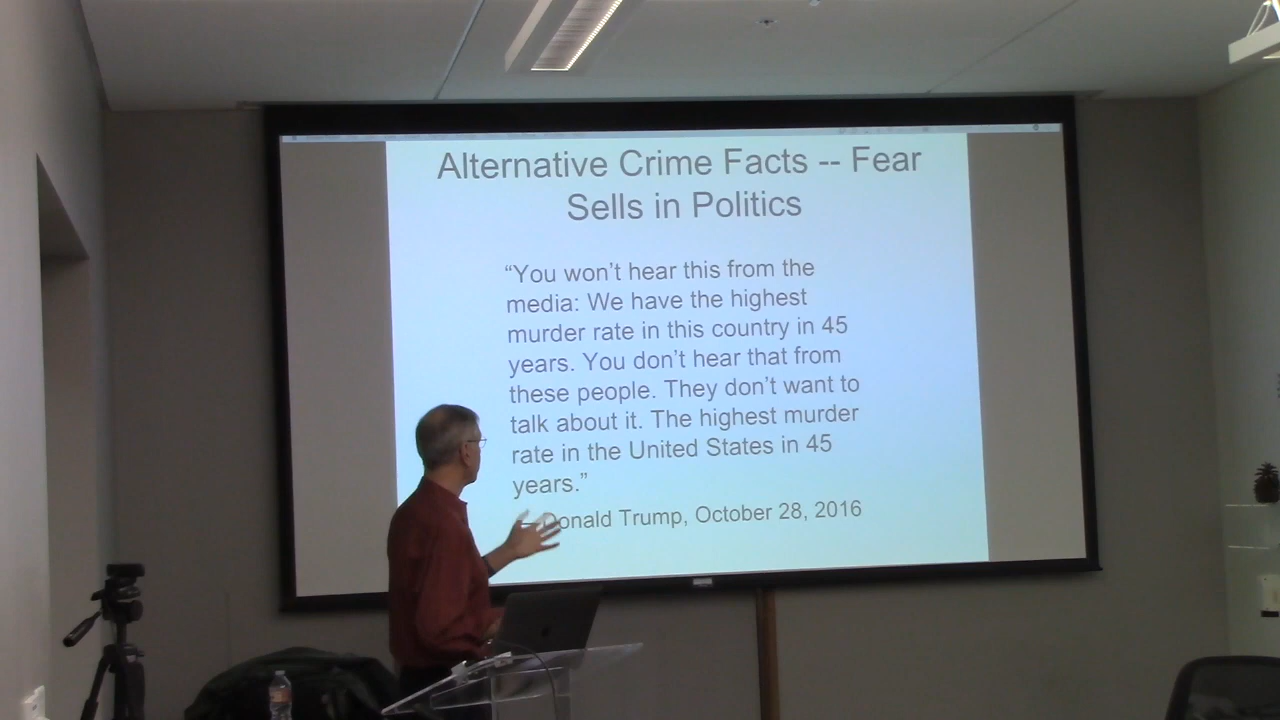 Alternative Crime Facts -- Fear
Sells in Politics
“You won’t hear this from the
media: We have the highest
murder rate in this country in 45
years. You don’t hear that from
these people. They don’t want to
talk about it. The highest murder
rate in the United States in 45
years.”
Trump, October 28, 2016